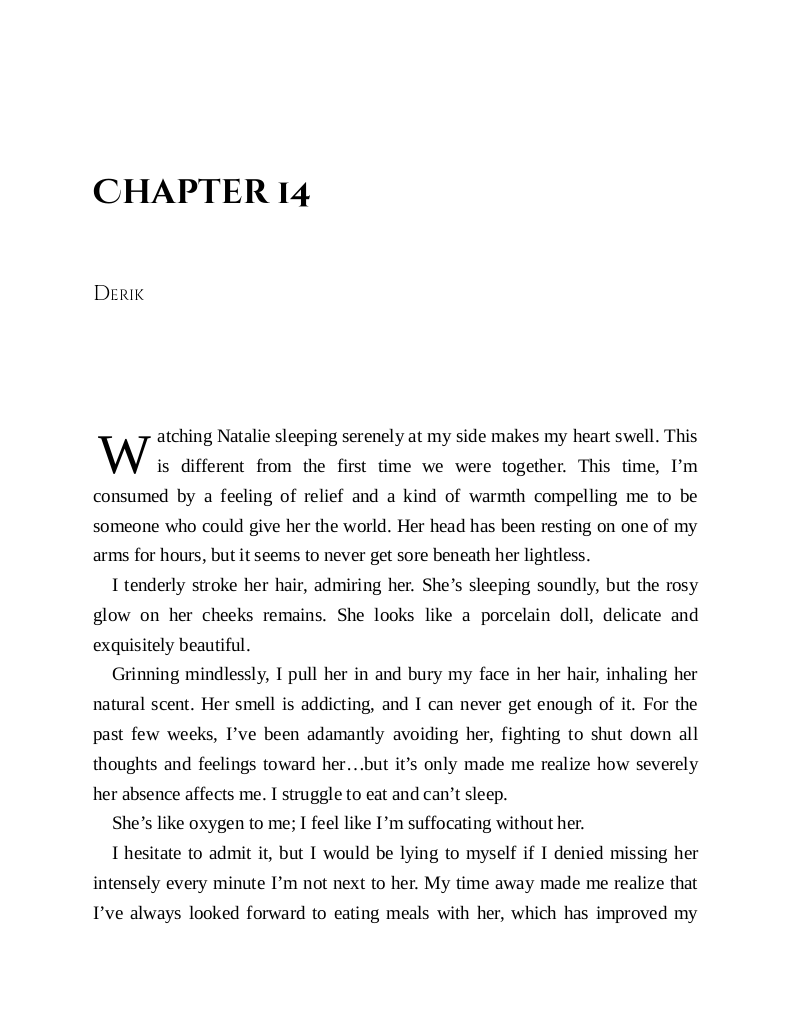 CHAPTER 14
DERIK
Watching Natalie sleeping serenely at my side makes my heart swell. This
is different from the first time we were together. This time, I’m
consumed by a feeling of relief and a kind of warmth compelling me to be
someone who could give her the world. Her head has been resting on one of my
arms for hours, but it seems to never get sore beneath her lightless.
I tenderly stroke her hair, admiring her. She’s sleeping soundly, but the rosy
glow on her cheeks remains. She looks like a porcelain doll, delicate and
exquisitely beautiful.
Grinning mindlessly, I pull her in and bury my face in her hair, inhaling her
natural scent. Her smell is addicting, and I can never get enough of it. For the
past few weeks, I’ve been adamantly avoiding her, fighting to shut down all
thoughts and feelings toward her…but it’s only made me realize how severely
her absence affects me. I struggle to eat and can’t sleep.
She’s like oxygen to me; I feel like I’m suffocating without her.
I hesitate to admit it, but I would be lying to myself if I denied missing her
intensely every minute I’m not next to her. My time away made me realize that
I’ve always looked forward to eating meals with her, which has improved my